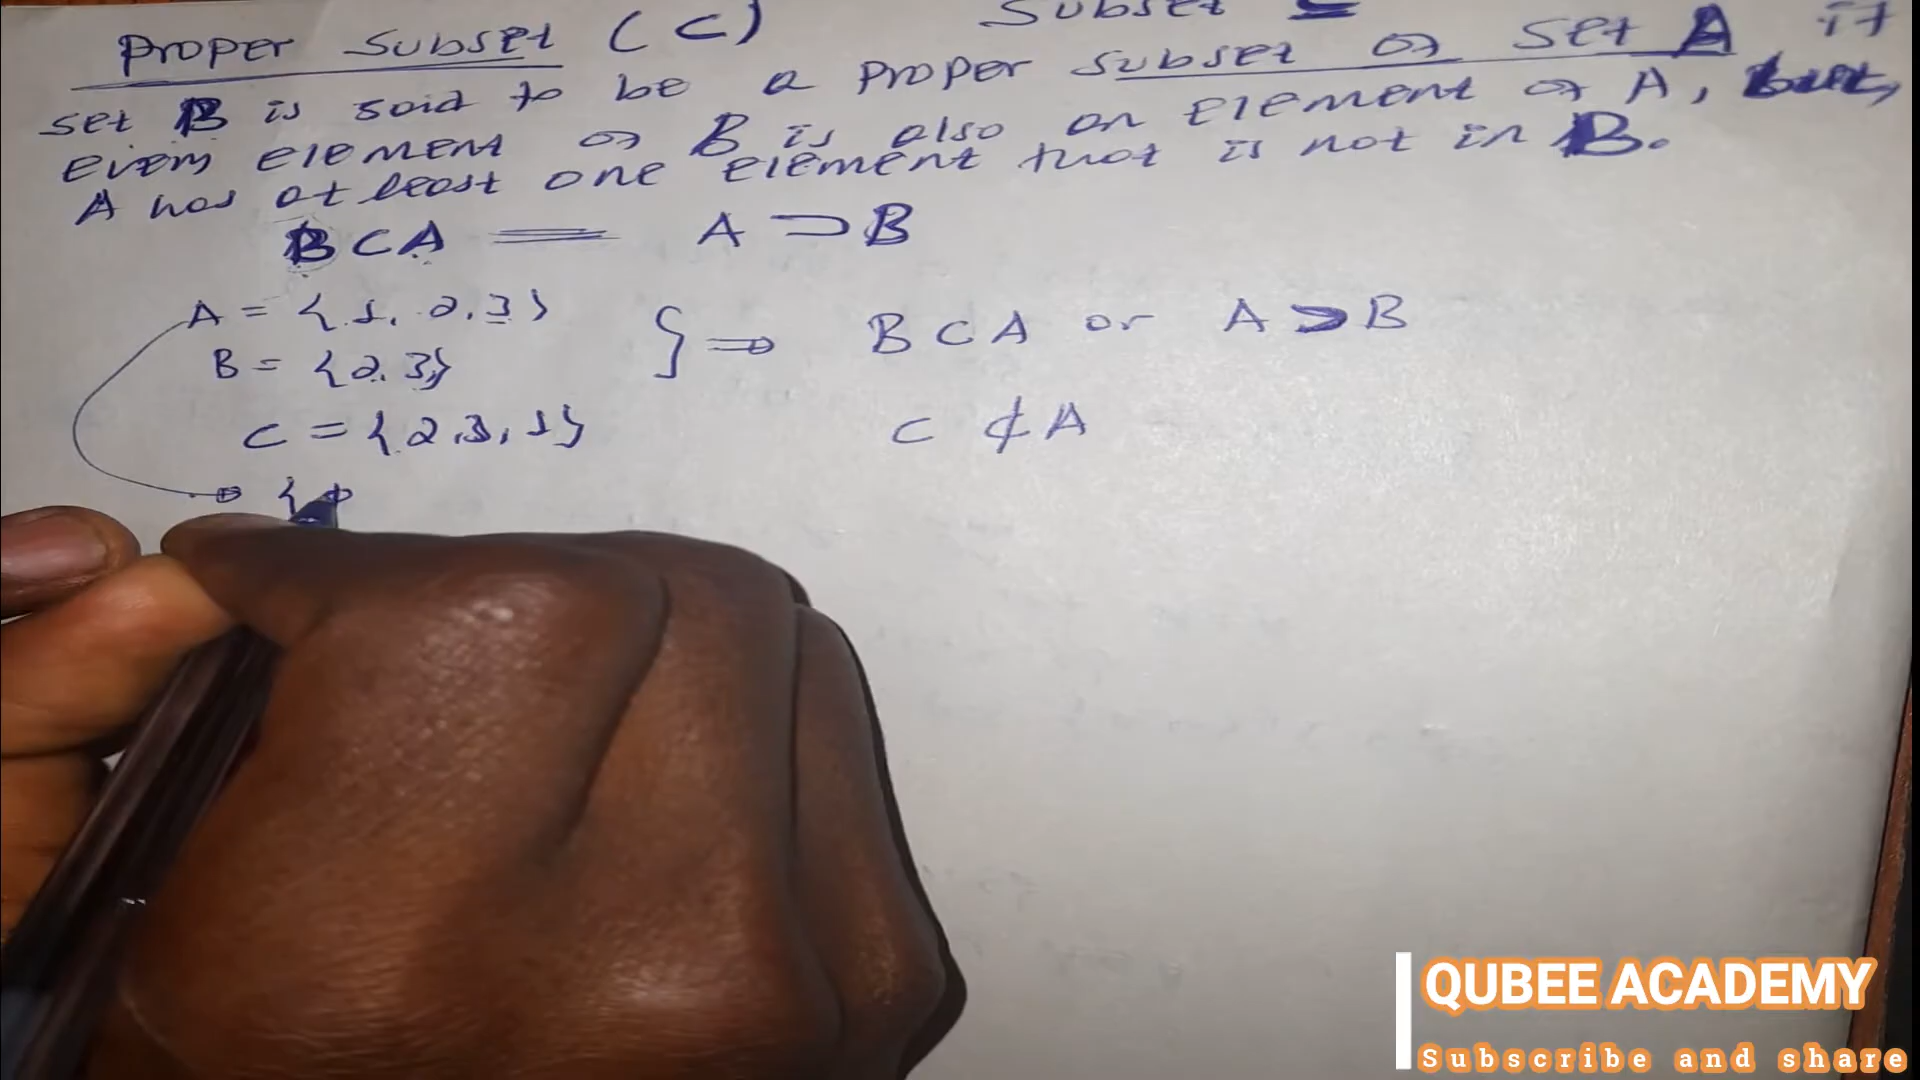 Proper Subset (⊂) Subset ⊆
set B is said to be a proper subset of set A if
every element of B is also an element of A, but,
A has at least one element that is not in B.
B⊂A = A ⊃ B
A = {1, 2, 3} } ⇒ B ⊂ A or A ⊃ B
B = {2, 3}
C = {2, 3, 1} C ⊄ A
QUBEE ACADEMY
Subscribe and share